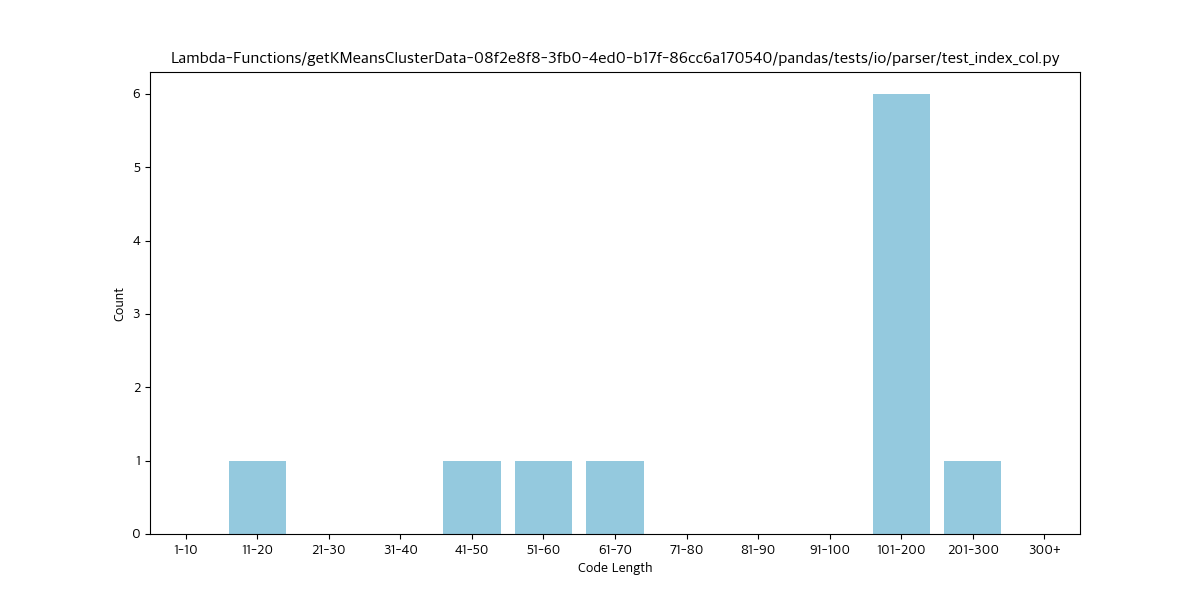 Lambda-Functions/getKMeansClusterData-08f2e8f8-3fb0-4ed0-b17f-86cc6a170540/pandas/tests/io/parser/test_index_col.py
6
5
4
3
2
1
0
Count
1-10 11-20 21-30 31-40 41-50 51-60 61-70 71-80 81-90 91-100 101-200 201-300 300+
Code Length